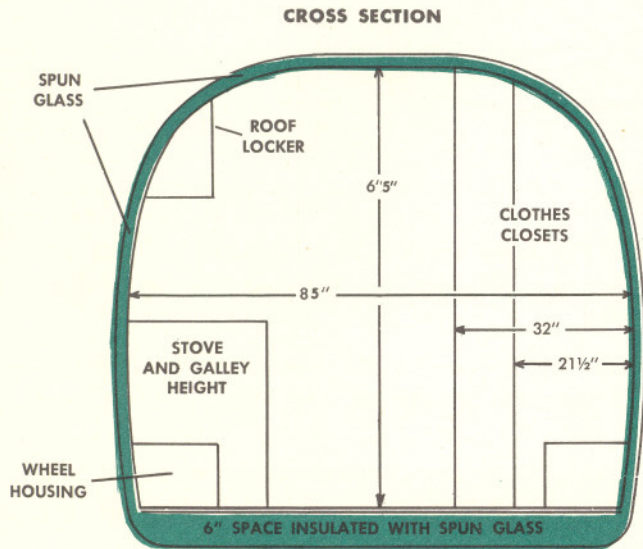 CROSS SECTION
SPUN
GLASS
ROOF
LOCKER
6'5"
CLOTHES
CLOSETS
85"
32"
STOVE
AND GALLEY
HEIGHT
21½"
WHEEL
HOUSING
6" SPACE INSULATED WITH SPUN GLASS